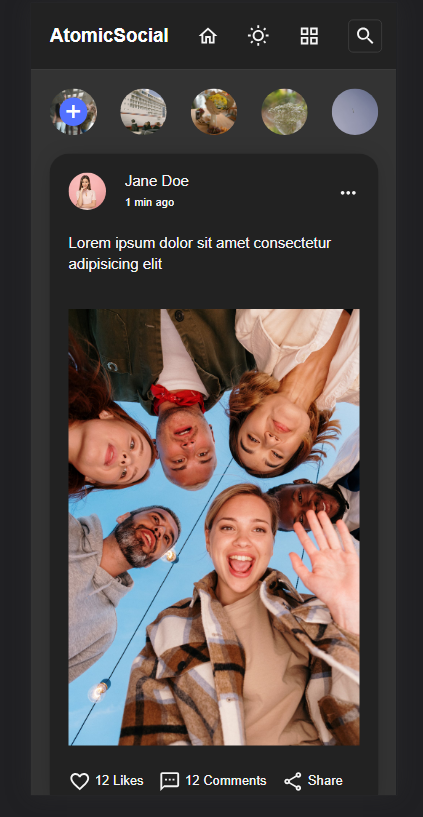 AtomicSocial
Jane Doe
1 min ago
Lorem ipsum dolor sit amet consectetur
adipisicing elit
12 Likes 12 Comments Share